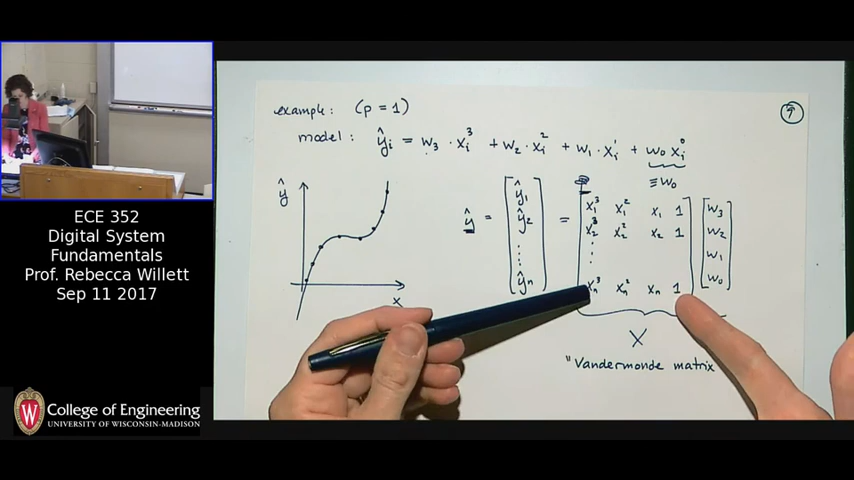 example: (p = 1)
model: ŷᵢ = w₃ · xᵢ³ + w₂ · xᵢ² + w₁ · xᵢ¹ + w₀ xᵢ⁰
≡ w₀
ŷ
x
ŷ = [ŷ₁ ŷ₂ ⋮ ŷₙ] =
x₁³ x₁² x₁ 1
x₂³ x₂² x₂ 1
⋮
xₙ³ xₙ² xₙ 1
w₃
w₂
w₁
w₀
X
"Vandermonde matrix
ECE 352
Digital System
Fundamentals
Prof. Rebecca Willett
Sep 11 2017
W College of Engineering
UNIVERSITY OF WISCONSIN-MADISON